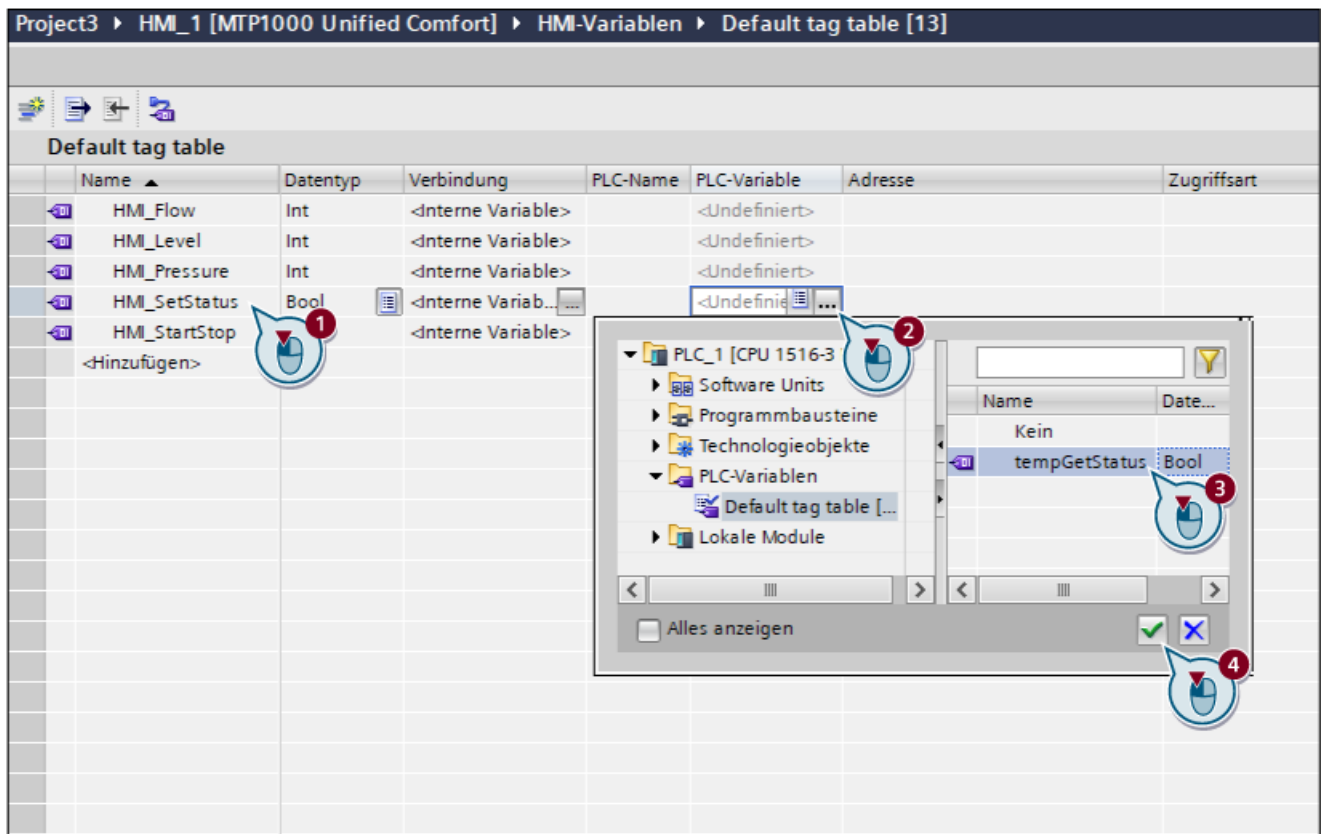 Project3 ▸ HMI_1 [MTP1000 Unified Comfort] ▸ HMI-Variablen ▸ Default tag table [13]
Default tag table
Name Datentyp Verbindung PLC-Name PLC-Variable Adresse Zugriffsart
HMI_Flow Int <Interne Variable> <Undefiniert>
HMI_Level Int <Interne Variable> <Undefiniert>
HMI_Pressure Int <Interne Variable> <Undefiniert>
HMI_SetStatus Bool <Interne Variab... ... <Undefinie ...
1
2
HMI_StartStop <Interne Variable>
<Hinzufügen>
PLC_1 [CPU 1516-3
Software Units
Programmbausteine
Technologieobjekte
PLC-Variablen
Default tag table [...
Lokale Module
Name Date...
Kein
tempGetStatus Bool
3
Alles anzeigen
4